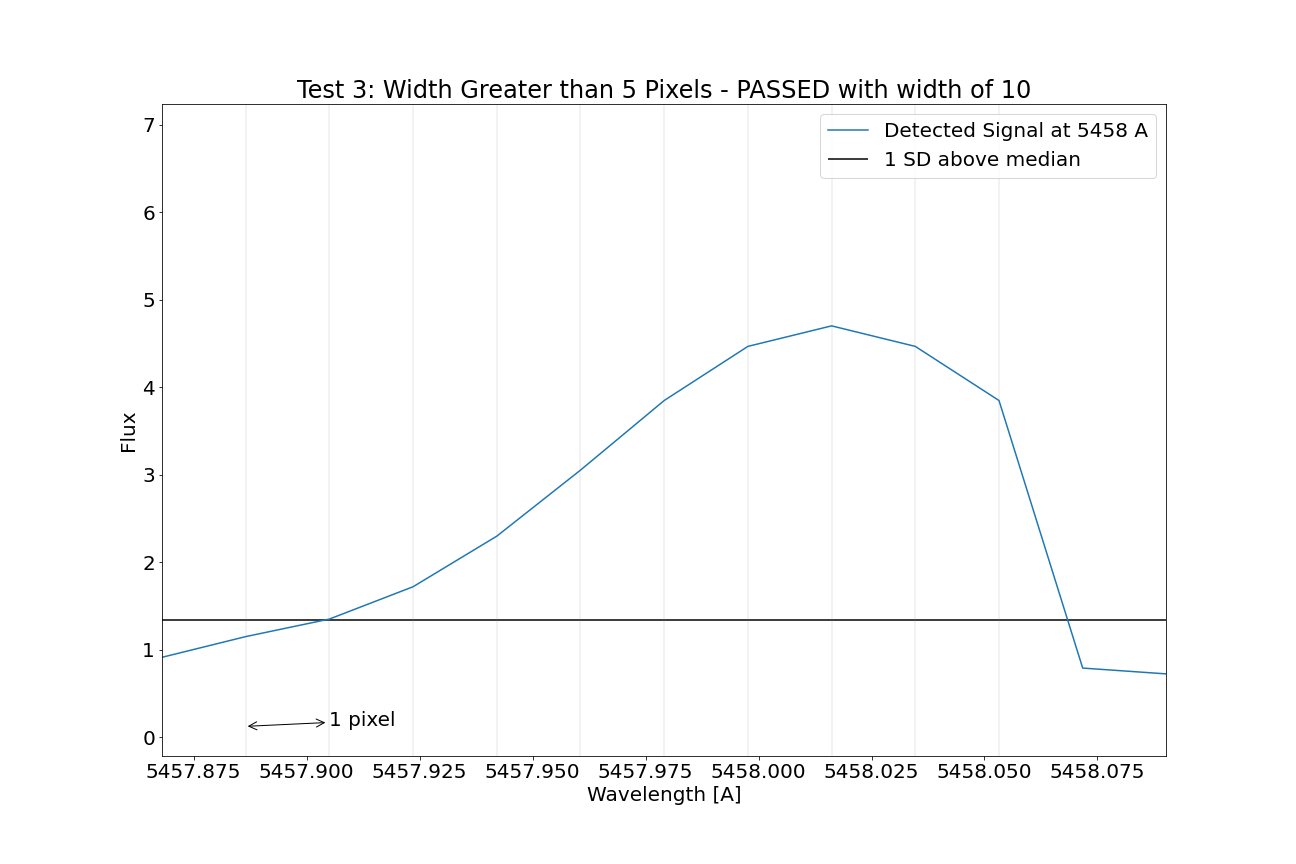 Test 3: Width Greater than 5 Pixels - PASSED with width of 10
Detected Signal at 5458 A
1 SD above median
7
6
5
4
3
2
1
0
Flux
1 pixel
5457.875 5457.900 5457.925 5457.950 5457.975 5458.000 5458.025 5458.050 5458.075
Wavelength [A]